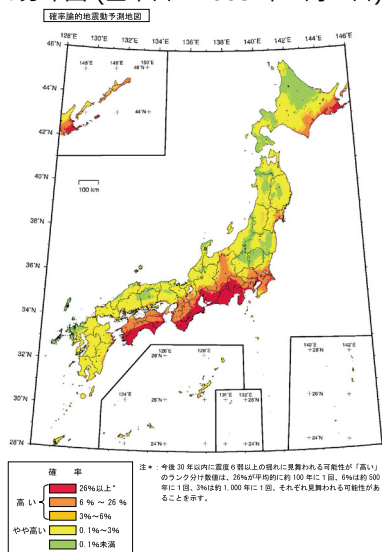 確率論的地震動予測地図
128°E 130°E 132°E 134°E 136°E 138°E 140°E 142°E 144°E 146°E
146°E 148°E 150°E
46°N
44°N
46°N
44°N
42°N
40°N
38°N
36°N
34°N
32°N
30°N
28°N
100 km
126°E 128°E
28°N
124°E
26°N
24°N
131°E 132°E
26°N
24°N
140°E 142°E
28°N
26°N
24°N
確 率
高い
26%以上*
6 % ~ 26 %
3%~6%
やや高い
0.1%~3%
0.1%未満
注*:今後30年以内に震度6弱以上の揺れに見舞われる可能性が「高い」
のランク分け数値は、26%が平均的に約100年に1回、6%は約500
年に1回、3%は約1,000年に1回、それぞれ見舞われる可能性があ
ることを示す。